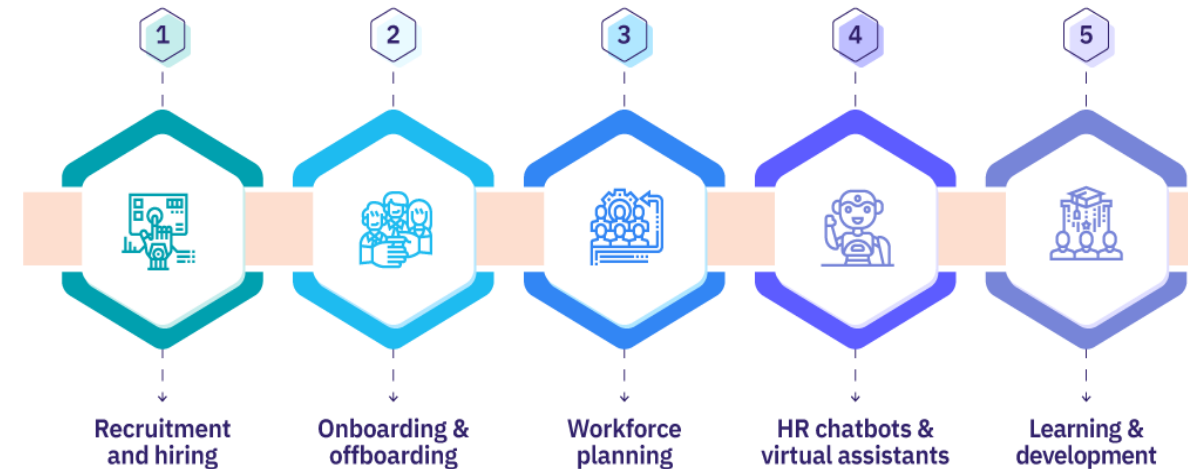 1
2
3
4
5
Recruitment
and hiring
Onboarding &
offboarding
Workforce
planning
HR chatbots &
virtual assistants
Learning &
development